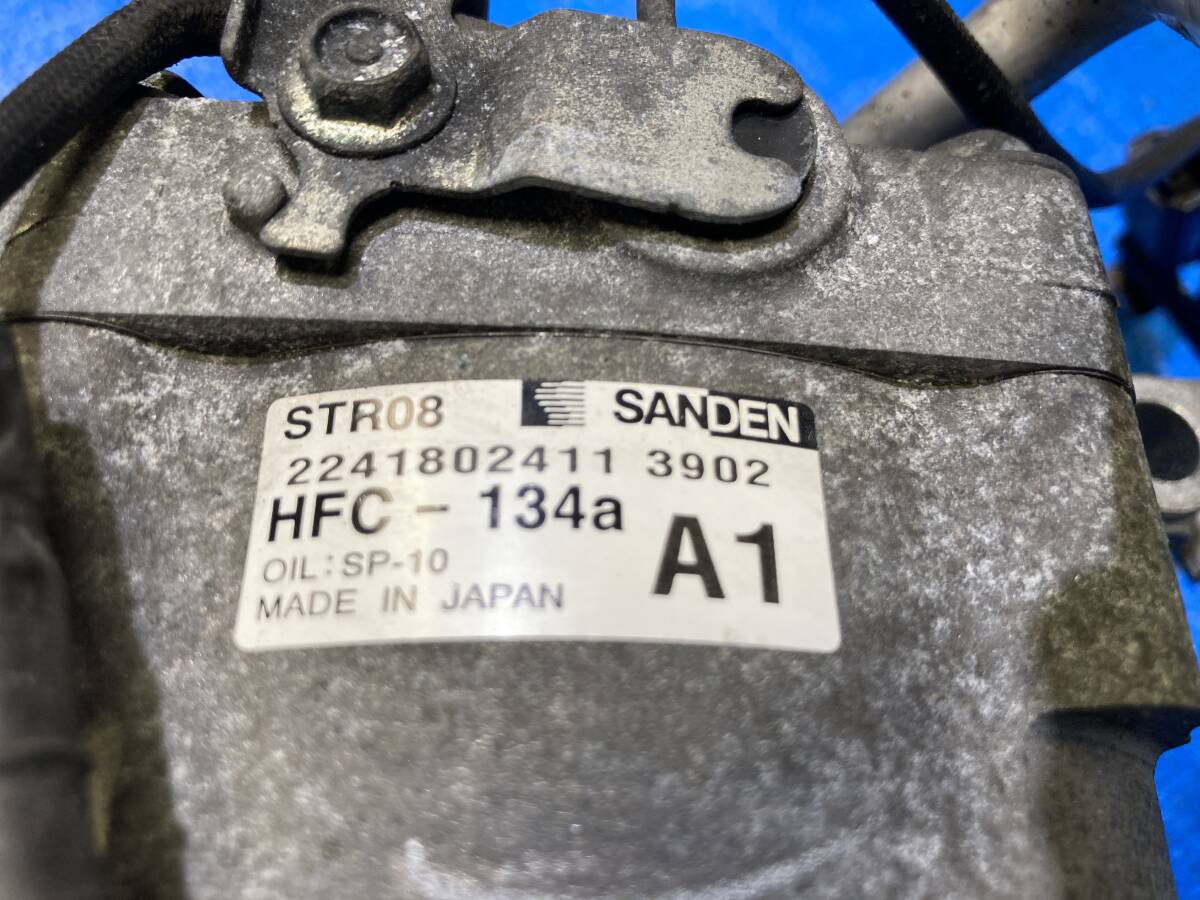 STR08 SANDEN
2241802411 3902
HFC - 134a
A1
OIL: SP-10
MADE IN JAPAN